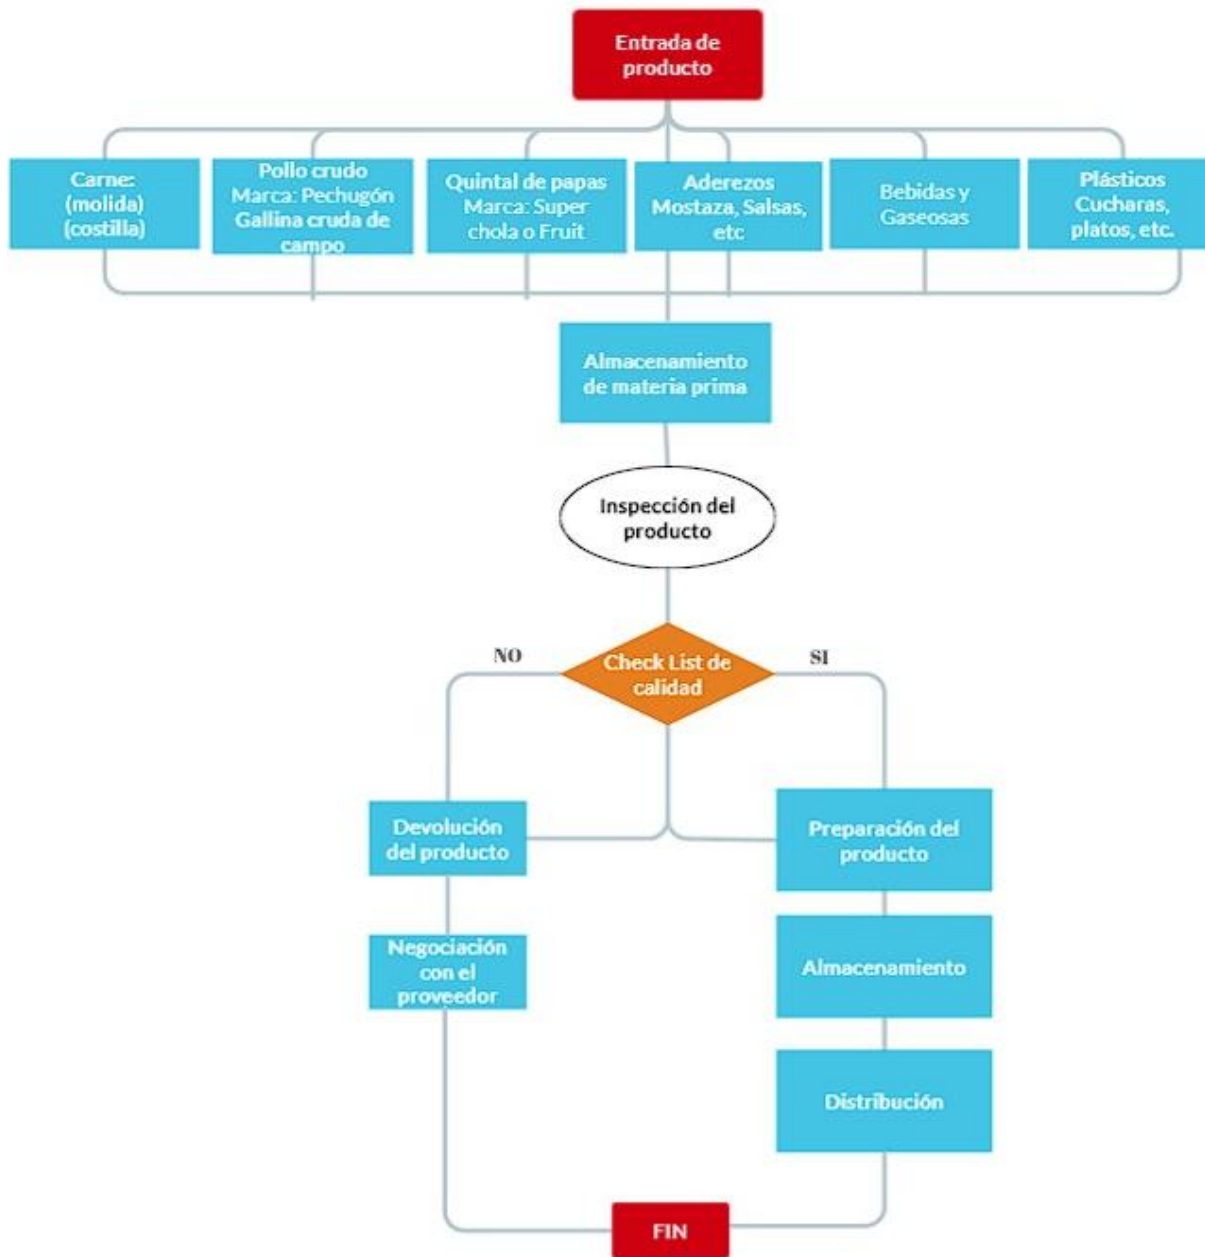 Entrada de
producto
Carne:
(molida)
(costilla)
Pollo crudo
Marca: Pechugón
Gallina cruda de
campo
Quintal de papas
Marca: Super
chola o Fruit
Aderezos
Mostaza, Salsas,
etc
Bebidas y
Gaseosas
Plásticos
Cucharas,
platos, etc.
Almacenamiento
de materia prima
Inspección del
producto
Check List de
calidad
NO
SI
Devolución
del producto
Preparación del
producto
Negociación
con el
proveedor
Almacenamiento
Distribución
FIN